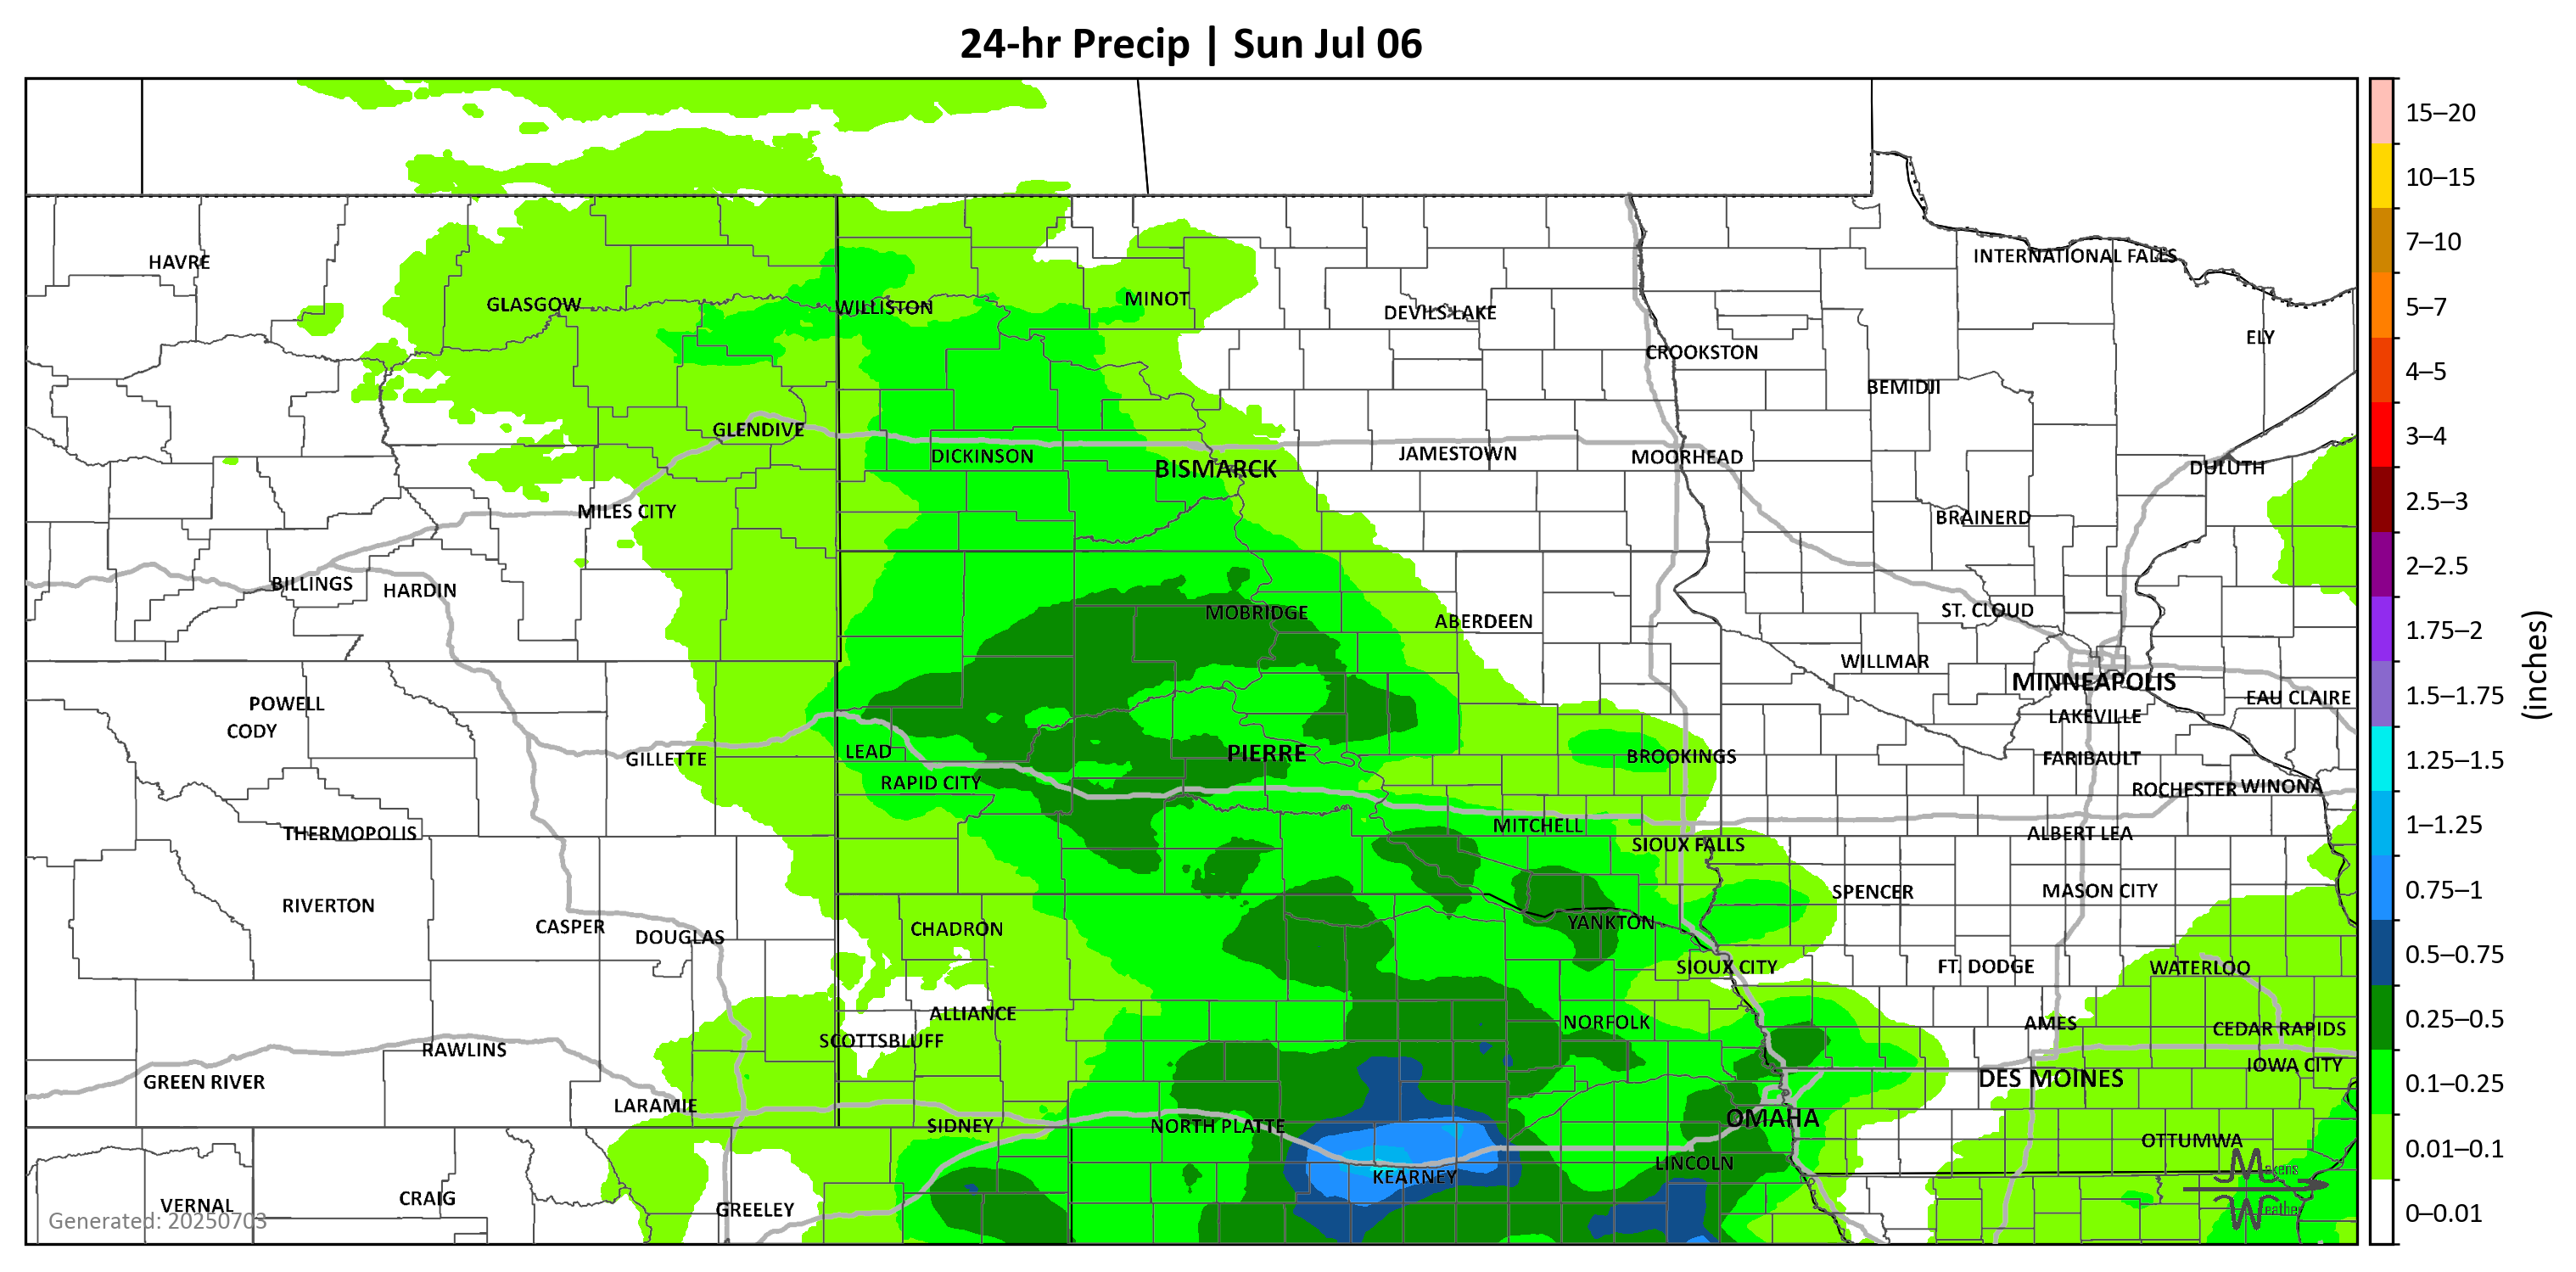 24-hr Precip | Sun Jul 06
15–20
10–15
7–10
5–7
4–5
3–4
2.5–3
2–2.5
1.75–2
1.5–1.75
1.25–1.5
1–1.25
0.75–1
0.5–0.75
0.25–0.5
0.1–0.25
0.01–0.1
0–0.01
(inches)
HAVRE
INTERNATIONAL FALLS
GLASGOW
WILLISTON
MINOT
DEVILS LAKE
ELY
CROOKSTON
BEMIDJI
GLENDIVE
DICKINSON
BISMARCK
JAMESTOWN
MOORHEAD
DULUTH
MILES CITY
BRAINERD
BILLINGS
HARDIN
MOBRIDGE
ABERDEEN
ST. CLOUD
WILLMAR
MINNEAPOLIS
EAU CLAIRE
POWELL
CODY
LAKEVILLE
GILLETTE
LEAD
PIERRE
BROOKINGS
FARIBAULT
RAPID CITY
ROCHESTER
WINONA
THERMOPOLIS
MITCHELL
SIOUX FALLS
ALBERT LEA
RIVERTON
SPENCER
MASON CITY
CASPER
DOUGLAS
CHADRON
YANKTON
SIOUX CITY
FT. DODGE
WATERLOO
ALLIANCE
SCOTTSBLUFF
NORFOLK
AMES
CEDAR RAPIDS
RAWLINS
IOWA CITY
GREEN RIVER
DES MOINES
LARAMIE
SIDNEY
NORTH PLATTE
OMAHA
OTTUMWA
LINCOLN
KEARNEY
VERNAL
CRAIG
GREELEY
Makens
Weather
Generated: 20250703